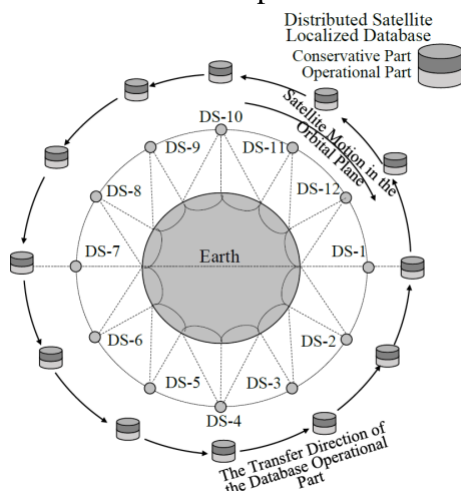 Distributed Satellite
Localized Database
Conservative Part
Operational Part
Satellite Motion in the
Orbital Plane
DS-10
DS-9
DS-11
DS-8
DS-12
DS-7
Earth
DS-1
DS-6
DS-2
DS-5
DS-3
DS-4
The Transfer Direction of
the Database Operational
Part